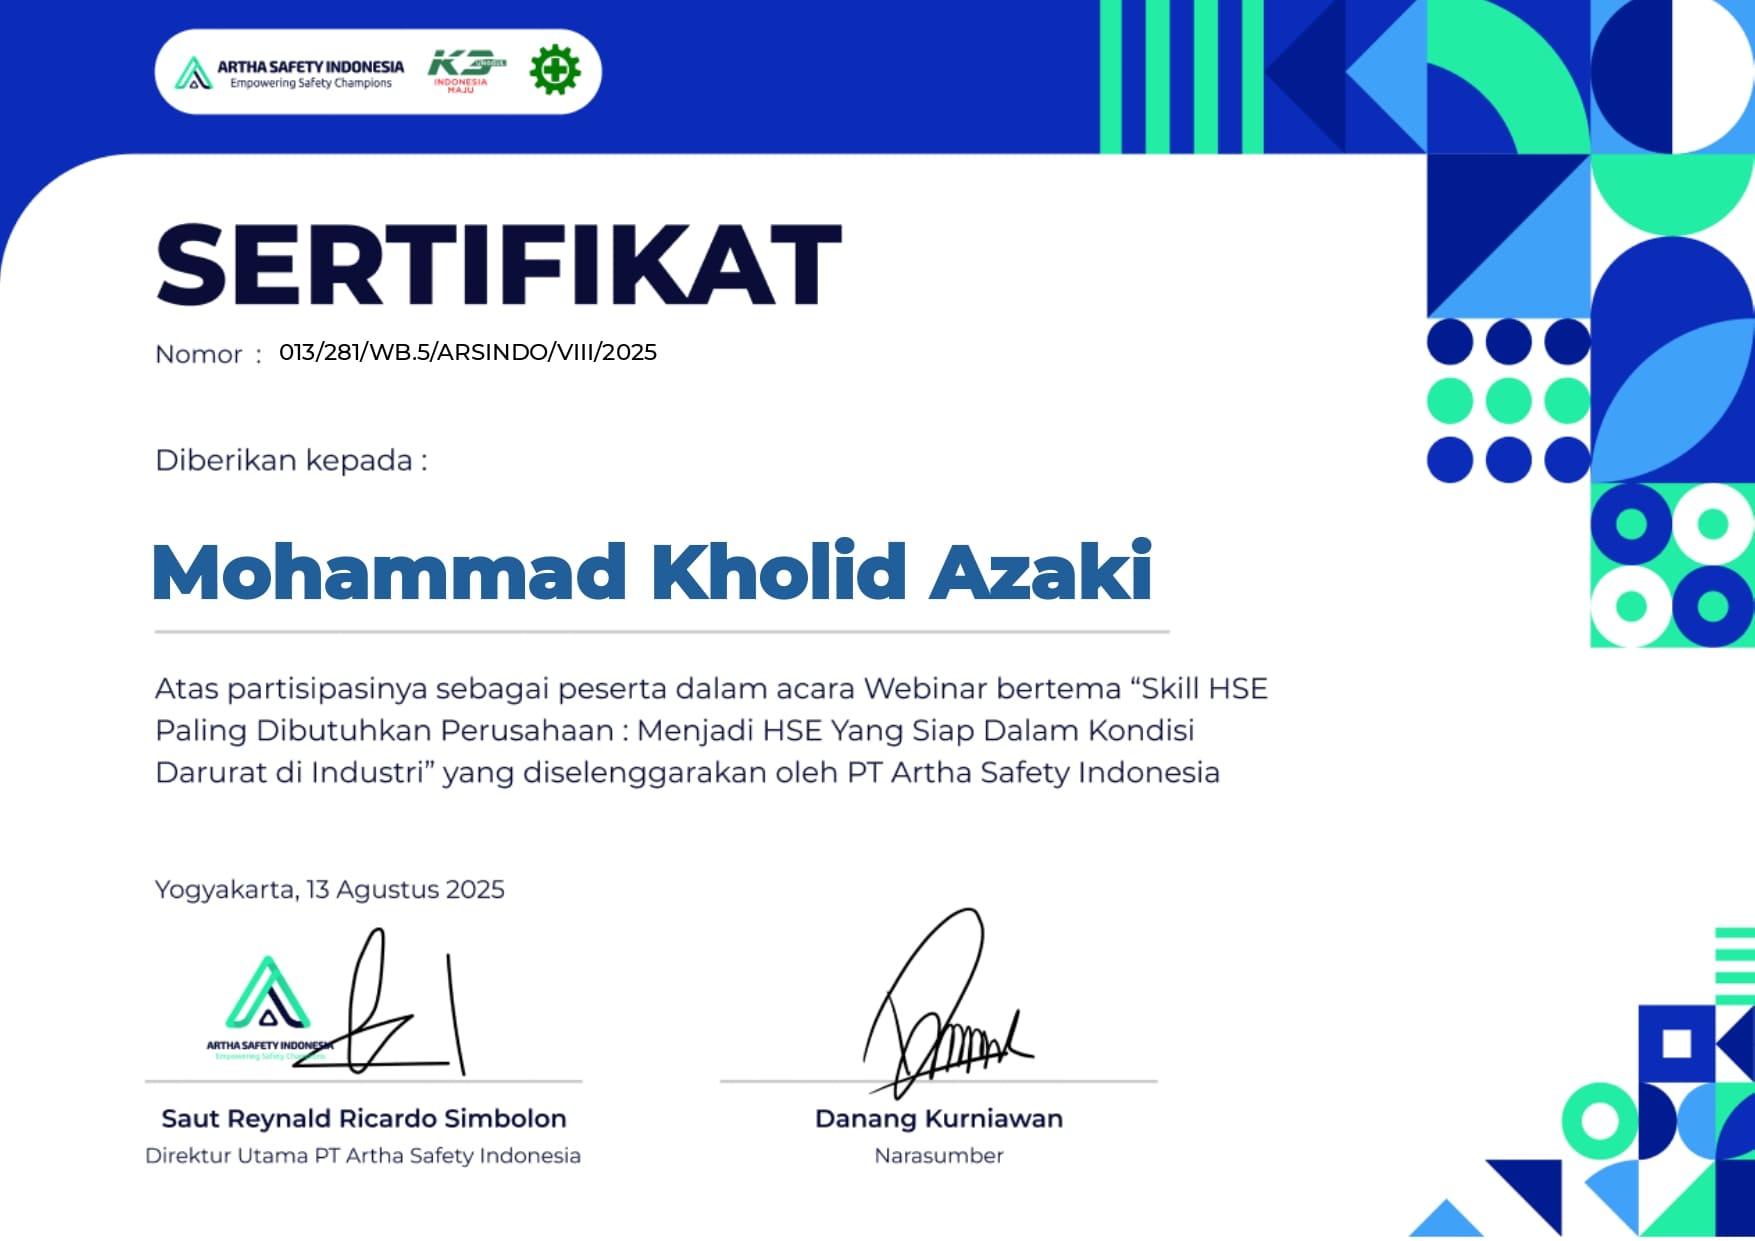 ARTHA SAFETY INDONESIA
Empowering Safety Champions
K3
INDONESIA
MAJU
SERTIFIKAT
Nomor : 013/281/WB.5/ARSINDO/VIII/2025
Diberikan kepada :
Mohammad Kholid Azaki
Atas partisipasinya sebagai peserta dalam acara Webinar bertema “Skill HSE
Paling Dibutuhkan Perusahaan : Menjadi HSE Yang Siap Dalam Kondisi
Darurat di Industri” yang diselenggarakan oleh PT Artha Safety Indonesia
Yogyakarta, 13 Agustus 2025
ARTHA SAFETY INDONESIA
Empowering Safety Champions
Saut Reynald Ricardo Simbolon
Direktur Utama PT Artha Safety Indonesia
Danang Kurniawan
Narasumber